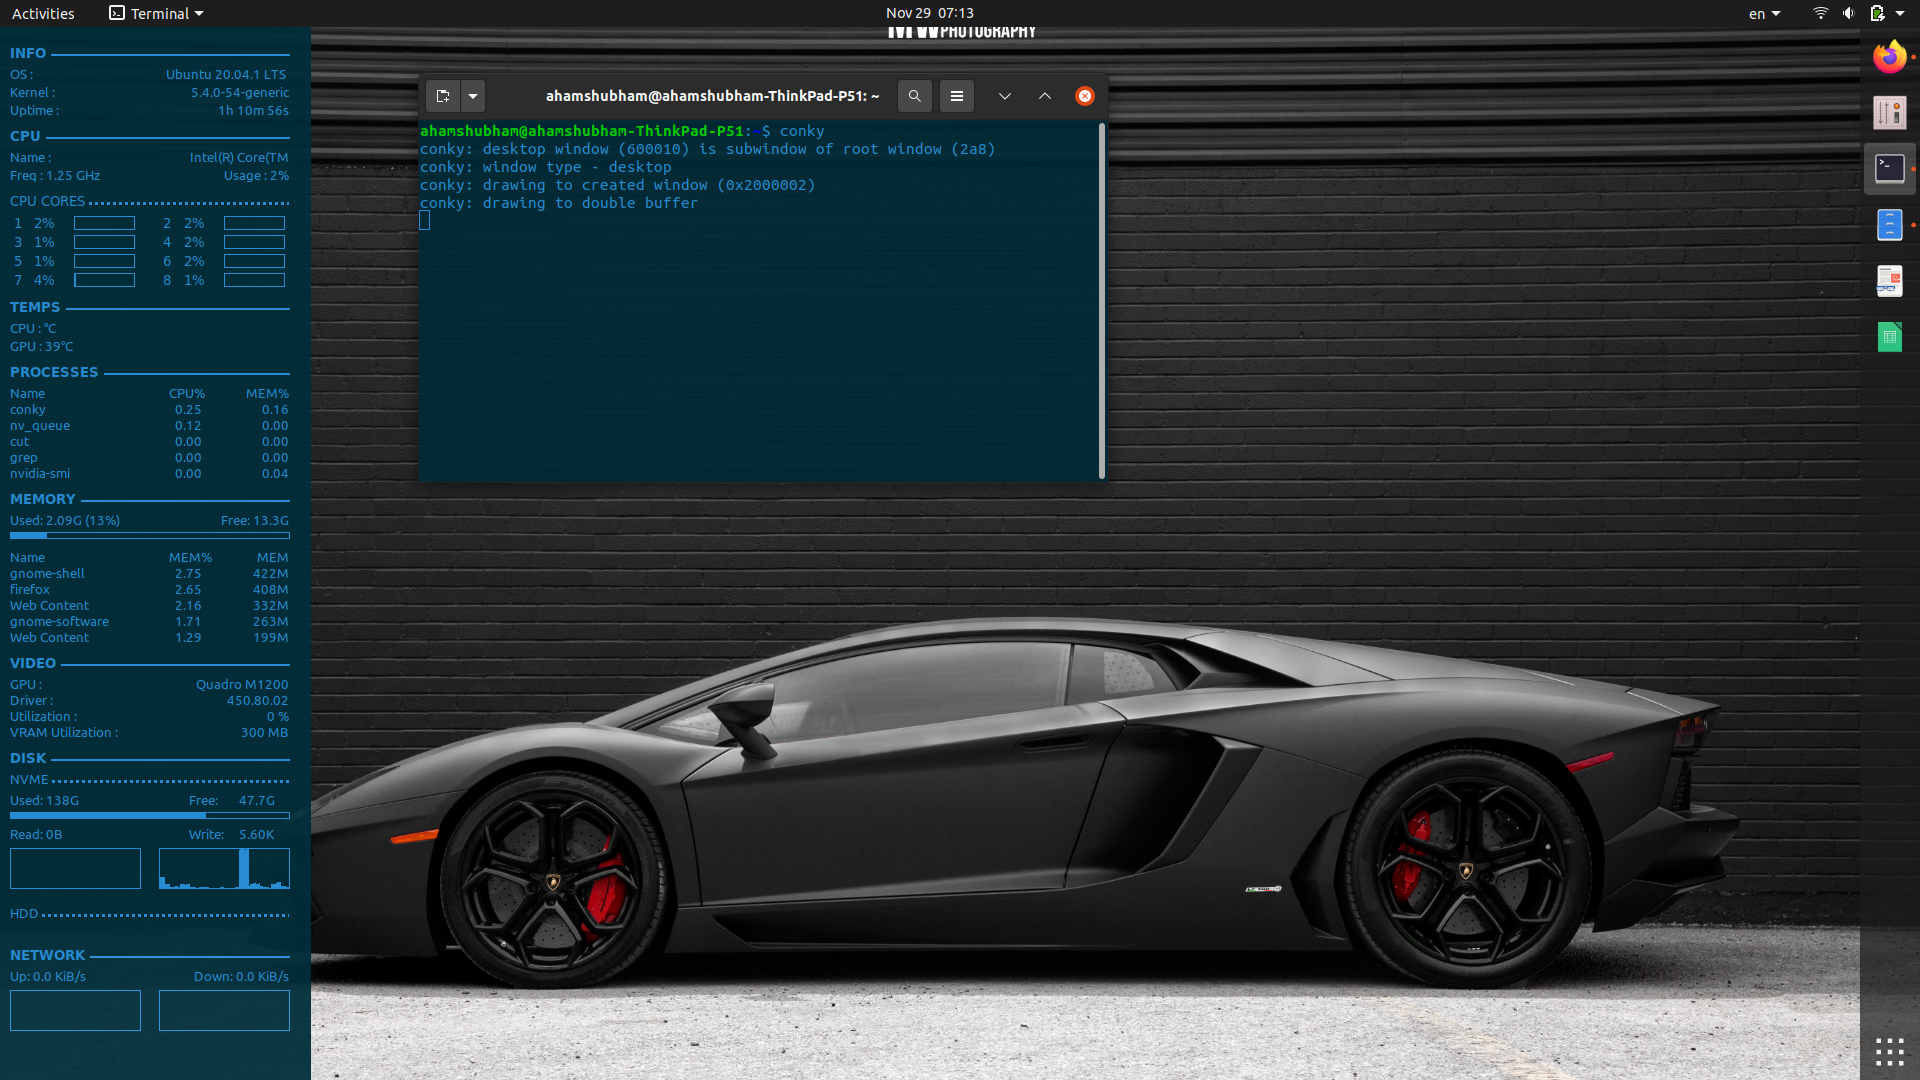 Activities
Terminal
Nov 29 07:13
en
PHOTOGRAPHY
INFO
OS : Ubuntu 20.04.1 LTS
Kernel : 5.4.0-54-generic
Uptime : 1h 10m 56s
CPU
Name : Intel(R) Core(TM
Freq : 1.25 GHz Usage : 2%
CPU CORES
1 2% 2 2%
3 1% 4 2%
5 1% 6 2%
7 4% 8 1%
TEMPS
CPU : °C
GPU : 39°C
PROCESSES
Name CPU% MEM%
conky 0.25 0.16
nv_queue 0.12 0.00
cut 0.00 0.00
grep 0.00 0.00
nvidia-smi 0.00 0.04
MEMORY
Used: 2.09G (13%) Free: 13.3G
Name MEM% MEM
gnome-shell 2.75 422M
firefox 2.65 408M
Web Content 2.16 332M
gnome-software 1.71 263M
Web Content 1.29 199M
VIDEO
GPU : Quadro M1200
Driver : 450.80.02
Utilization : 0 %
VRAM Utilization : 300 MB
DISK
NVME
Used: 138G Free: 47.7G
Read: 0B Write: 5.60K
HDD
NETWORK
Up: 0.0 KiB/s Down: 0.0 KiB/s
ahamshubham@ahamshubham-ThinkPad-P51: ~
ahamshubham@ahamshubham-ThinkPad-P51:~$ conky
conky: desktop window (600010) is subwindow of root window (2a8)
conky: window type - desktop
conky: drawing to created window (0x2000002)
conky: drawing to double buffer